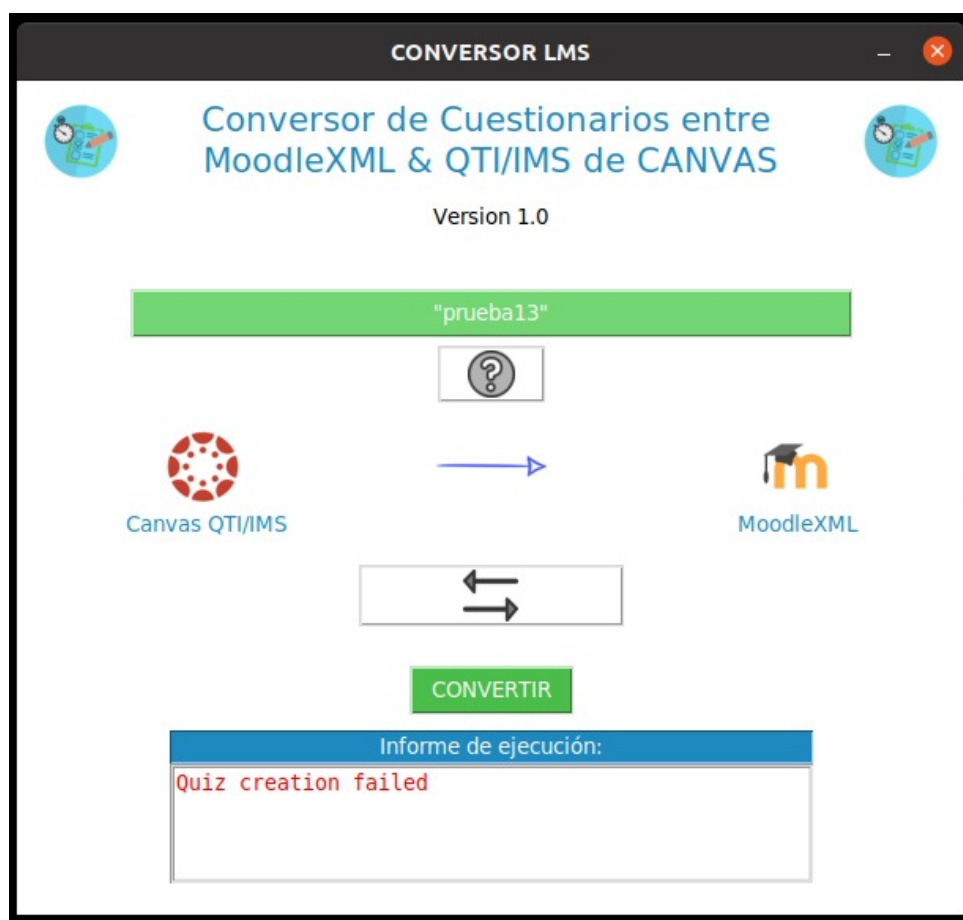 CONVERSOR LMS
Conversor de Cuestionarios entre
MoodleXML & QTI/IMS de CANVAS
Version 1.0
"prueba13"
?
Canvas QTI/IMS
m
MoodleXML
CONVERTIR
Informe de ejecución:
Quiz creation failed